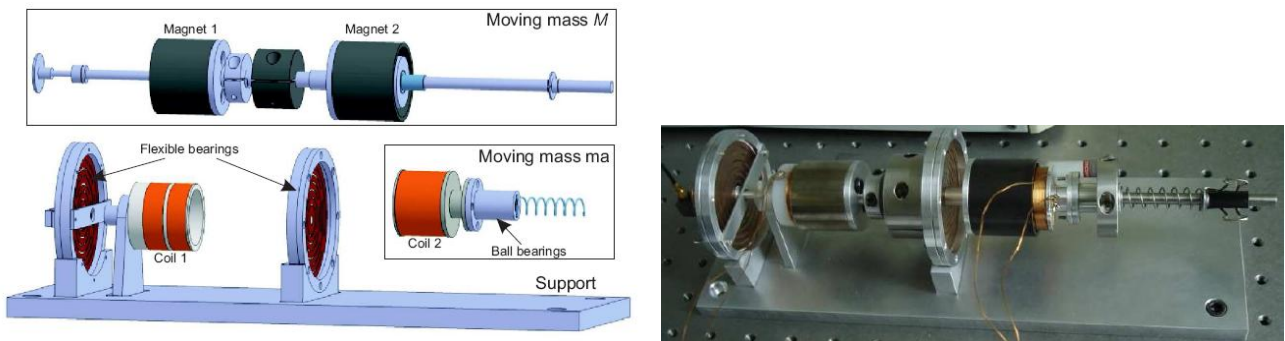 Moving mass M
Magnet 1
Magnet 2
Flexible bearings
Moving mass ma
Coil 1
Coil 2
Ball bearings
Support